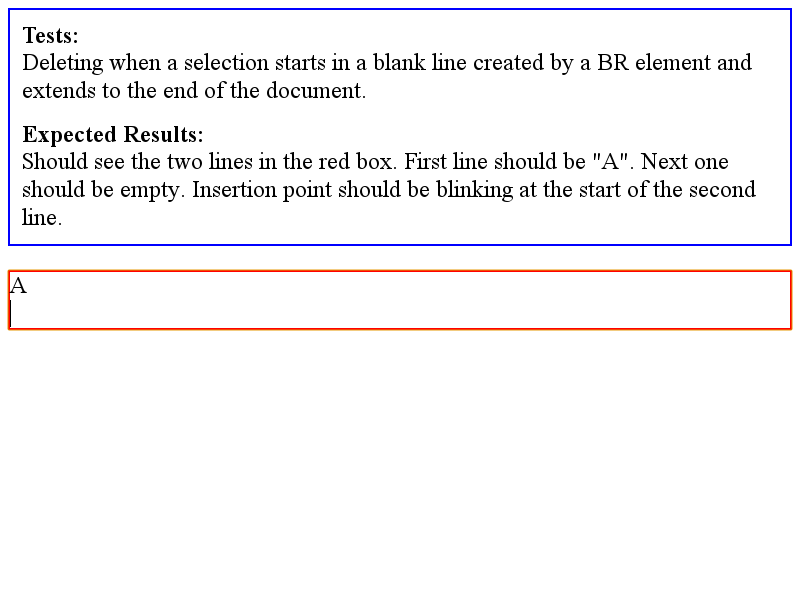 Tests:
Deleting when a selection starts in a blank line created by a BR element and
extends to the end of the document.
Expected Results:
Should see the two lines in the red box. First line should be "A". Next one
should be empty. Insertion point should be blinking at the start of the second
line.
A